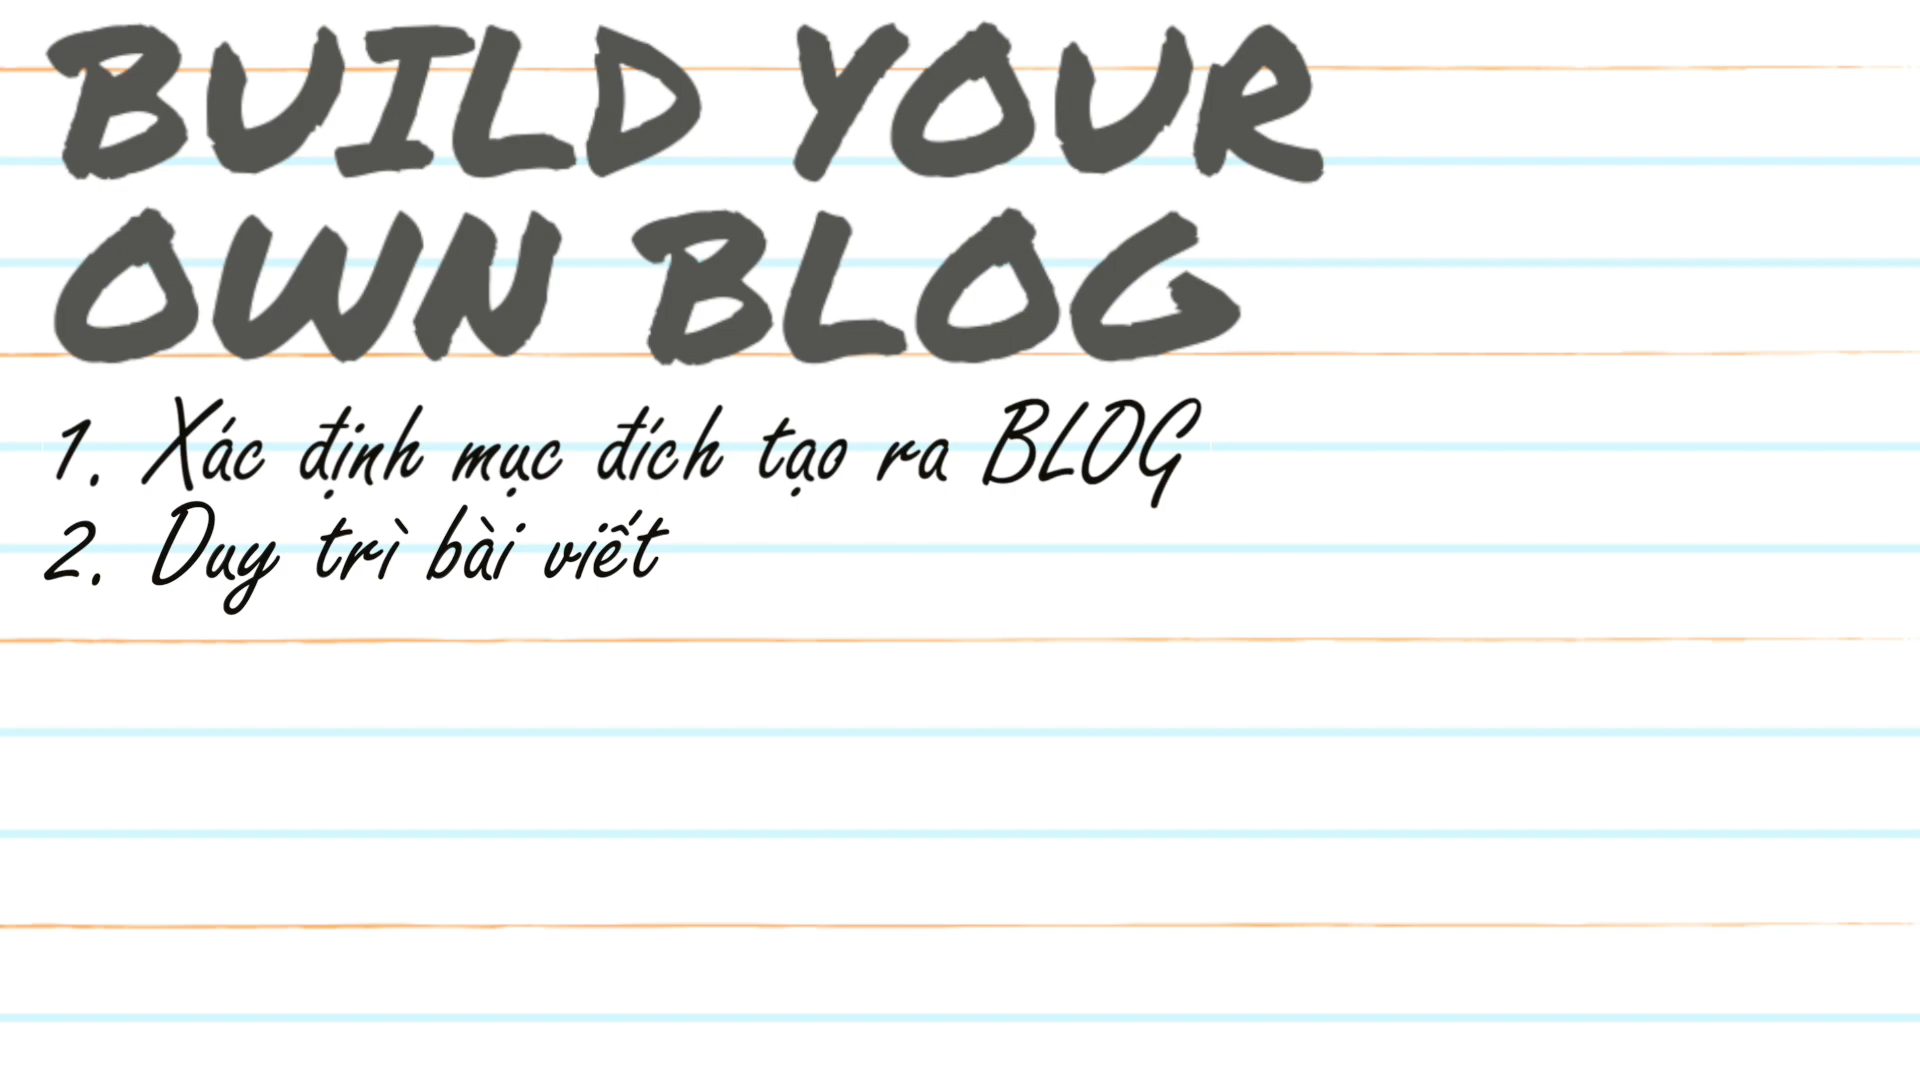 BUILD YOUR
OWN BLOG
1. Xác định mục đích tạo ra BLOG
2. Duy trì bài viết